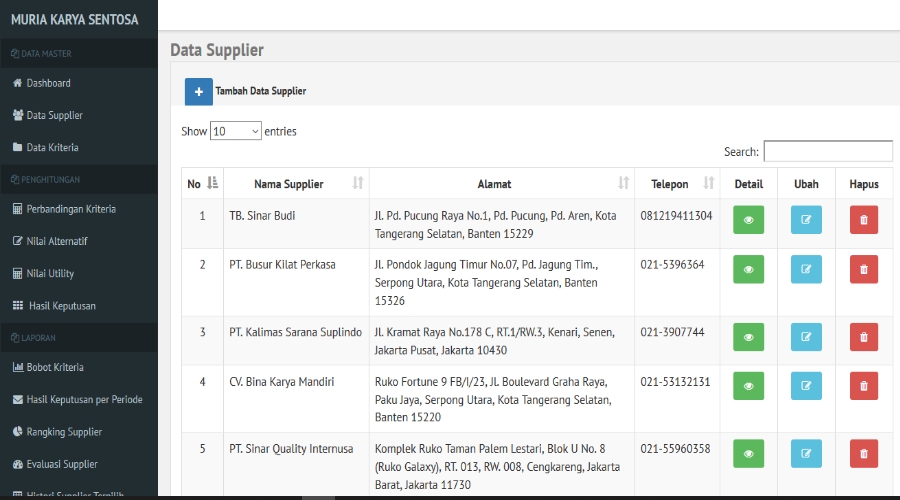 MURIA KARYA SENTOSA
DATA MASTER
Dashboard
Data Supplier
Data Kriteria
PENGHITUNGAN
Perbandingan Kriteria
Nilai Alternatif
Nilai Utility
Hasil Keputusan
LAPORAN
Bobot Kriteria
Hasil Keputusan per Periode
Rangking Supplier
Evaluasi Supplier
Histori Supplier Terpilih
Data Supplier
+ Tambah Data Supplier
Show 10 entries
Search:
No Nama Supplier Alamat Telepon Detail Ubah Hapus
1 TB. Sinar Budi Jl. Pd. Pucung Raya No.1, Pd. Pucung, Pd. Aren, Kota 081219411304
Tangerang Selatan, Banten 15229
2 PT. Busur Kilat Perkasa Jl. Pondok Jagung Timur No.07, Pd. Jagung Tim., 021-5396364
Serpong Utara, Kota Tangerang Selatan, Banten
15326
3 PT. Kalimas Sarana Suplindo Jl. Kramat Raya No.178 C, RT.1/RW.3, Kenari, Senen, 021-3907744
Jakarta Pusat, Jakarta 10430
4 CV. Bina Karya Mandiri Ruko Fortune 9 FB/I/23, JL. Boulevard Graha Raya, 021-53132131
Paku Jaya, Serpong Utara, Kota Tangerang Selatan,
Banten 15220
5 PT. Sinar Quality Internusa Komplek Ruko Taman Palem Lestari, Blok U No. 8 021-55960358
(Ruko Galaxy), RT. 013, RW. 008, Cengkareng, Jakarta
Barat, Jakarta 11730